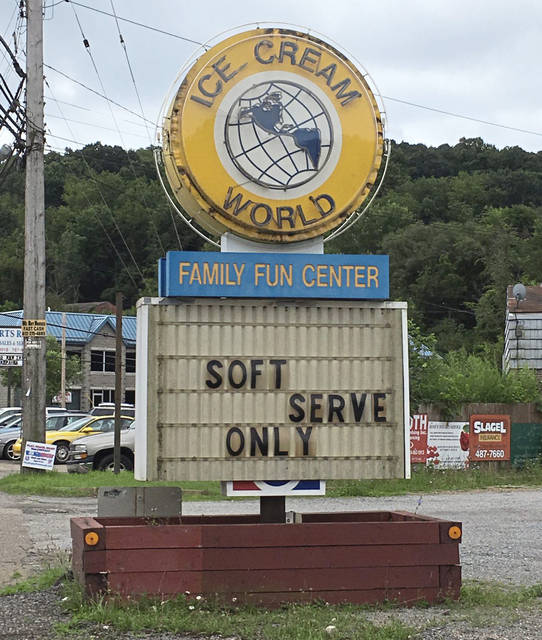 ICE CREAM
WORLD
FAMILY FUN CENTER
SOFT
SERVE
ONLY
SLAGEL
487-7660